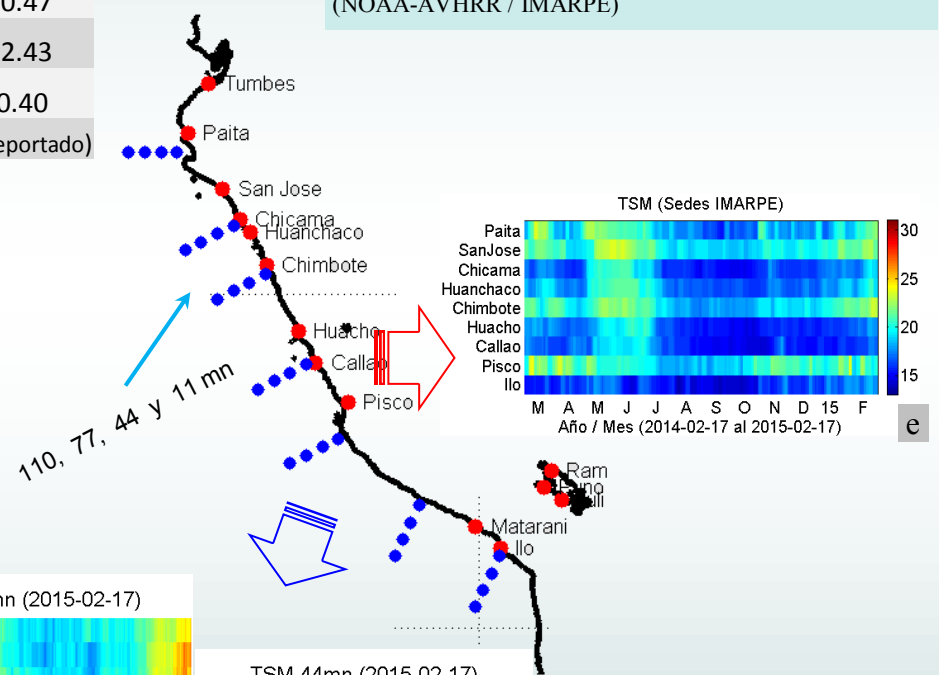 0.47
(NOAA-AVHRR / IMARPE)
2.43
0.40
eportado)
Tumbes
Paita
San Jose
Chicama
Huanchaco
Chimbote
Huacho
Callao
Pisco
110, 77, 44 y 11 mn
TSM (Sedes IMARPE)
Paita
SanJose
Chicama
Huanchaco
Chimbote
Huacho
Callao
Pisco
Ilo
30
25
20
15
M A M J J A S O N D 15 F
Año / Mes (2014-02-17 al 2015-02-17)
e
Ram
Matarani
Ilo
mn (2015-02-17)
TSM 44mn (2015-02-17)